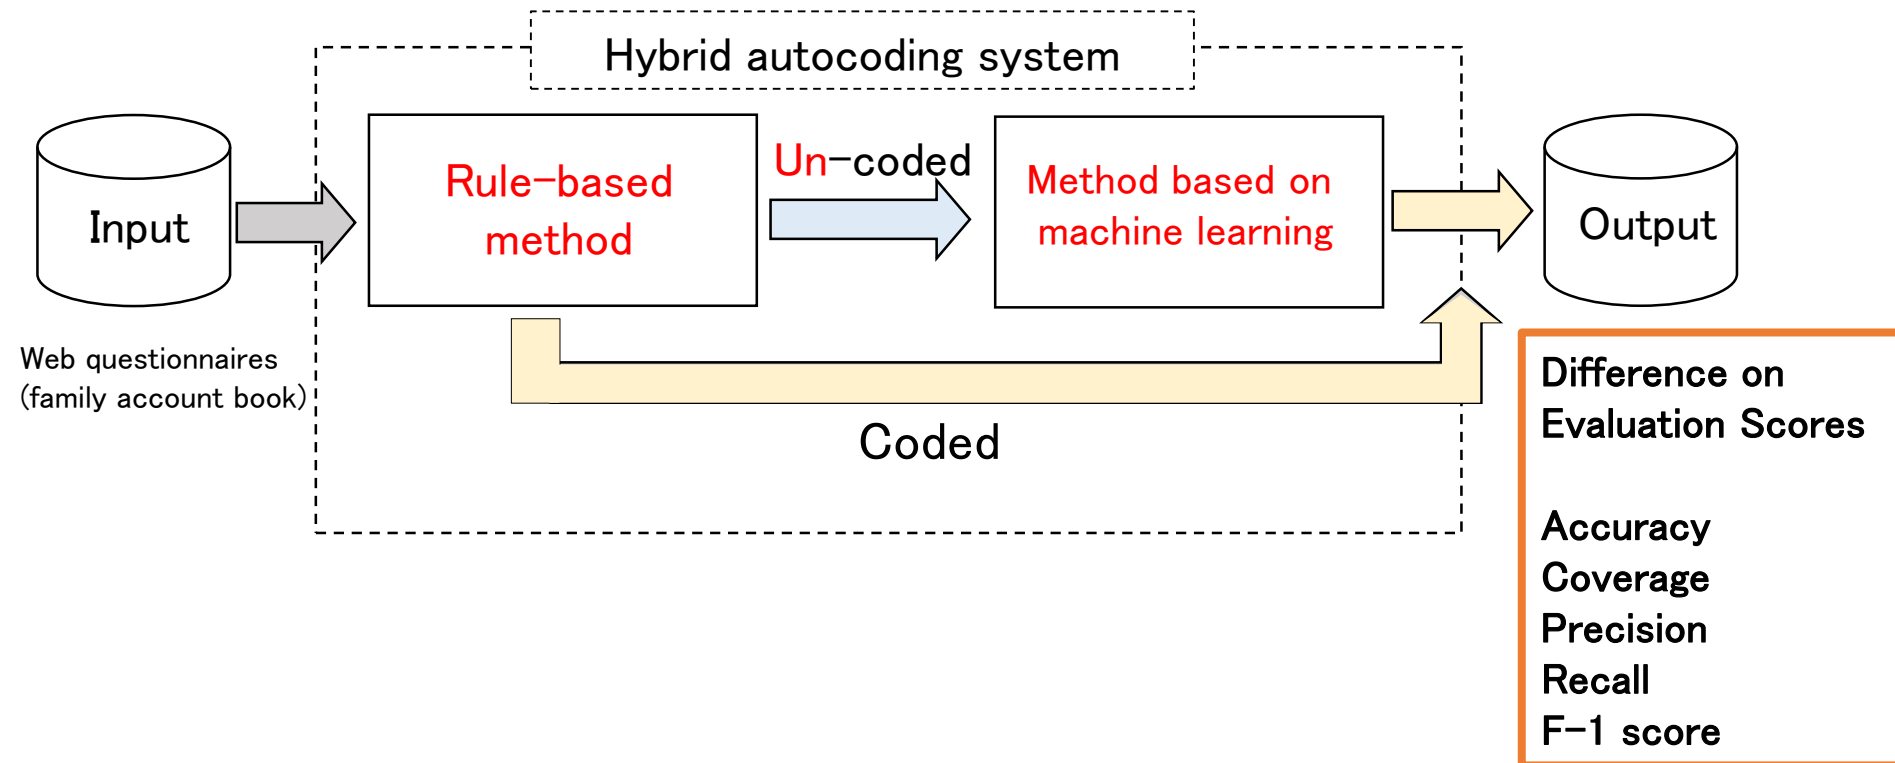 Hybrid autocoding system
Input
Rule-based
method
Un-coded
Method based on
machine learning
Output
Web questionnaires
(family account book)
Coded
Difference on
Evaluation Scores
Accuracy
Coverage
Precision
Recall
F-1 score